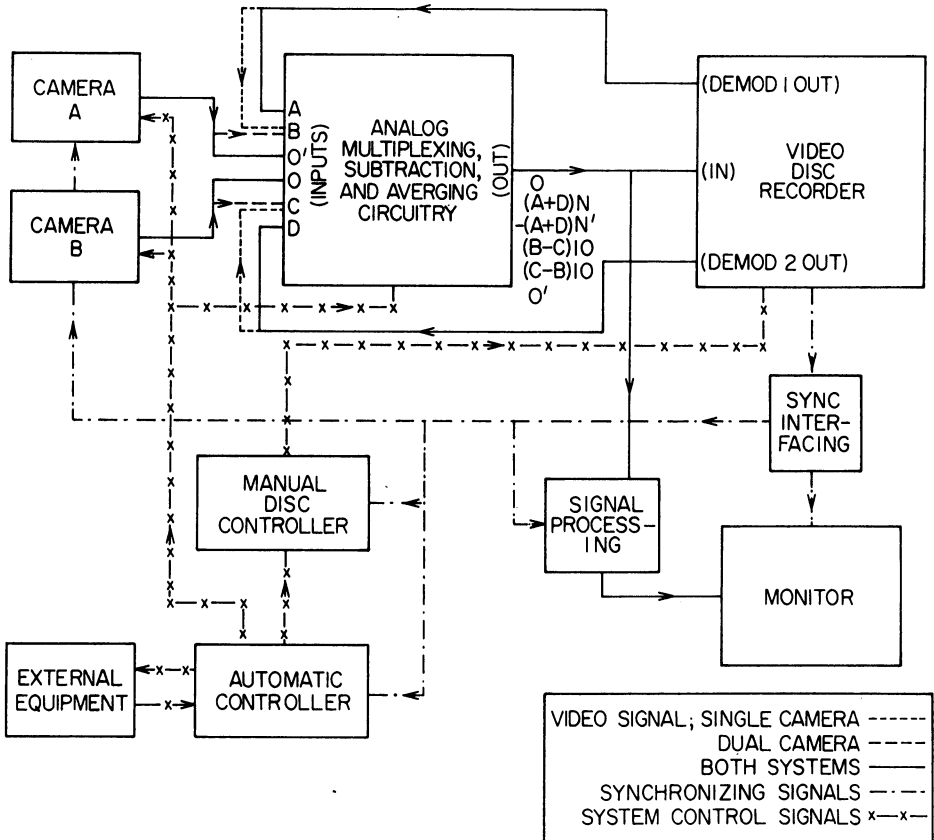 CAMERA
A
CAMERA
B
A
B
O'
O
C
D
(INPUTS)
ANALOG
MULTIPLEXING,
SUBTRACTION,
AND AVERGING
CIRCUITRY
(OUT)
O
(A+D)N
-(A+D)N'
(B-C)IO
(C-B)IO
O'
(DEMOD I OUT)
(IN)
VIDEO
DISC
RECORDER
(DEMOD 2 OUT)
SYNC
INTER-
FACING
MANUAL
DISC
CONTROLLER
SIGNAL
PROCESS-
ING
MONITOR
EXTERNAL
EQUIPMENT
AUTOMATIC
CONTROLLER
VIDEO SIGNAL; SINGLE CAMERA
DUAL CAMERA
BOTH SYSTEMS
SYNCHRONIZING SIGNALS
SYSTEM CONTROL SIGNALS